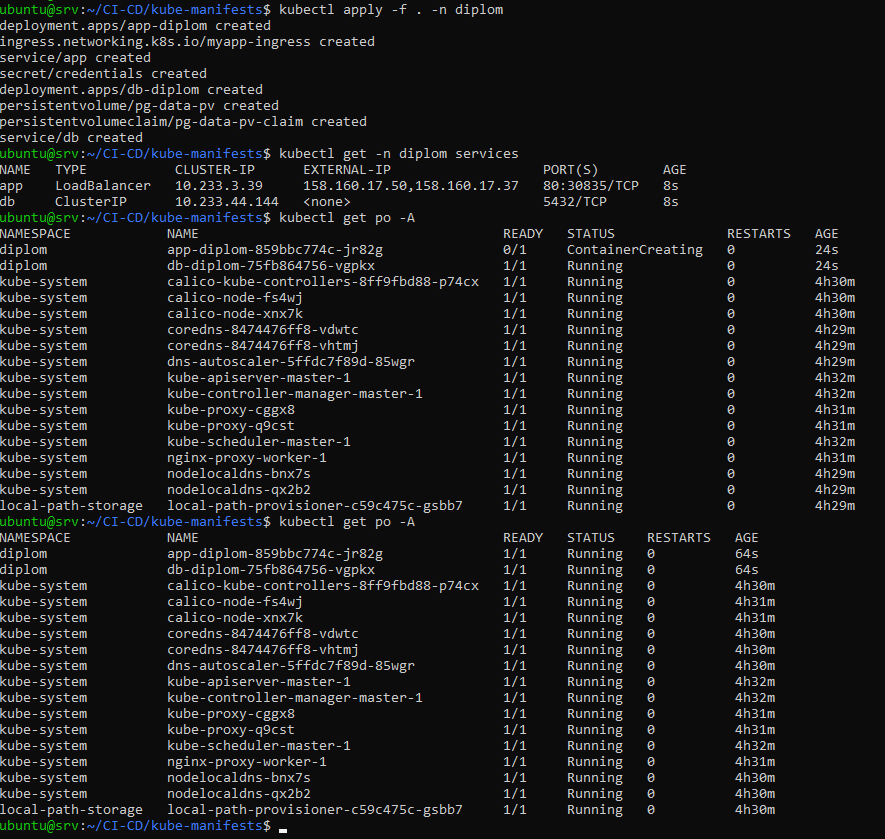 ubuntu@srv:~/CI-CD/kube-manifests$ kubectl apply -f . -n diplom
deployment.apps/app-diplom created
ingress.networking.k8s.io/myapp-ingress created
service/app created
secret/credentials created
deployment.apps/db-diplom created
persistentvolume/pg-data-pv created
persistentvolumeclaim/pg-data-pv-claim created
service/db created
ubuntu@srv:~/CI-CD/kube-manifests$ kubectl get -n diplom services
NAME TYPE CLUSTER-IP EXTERNAL-IP PORT(S) AGE
app LoadBalancer 10.233.3.39 158.160.17.50,158.160.17.37 80:30835/TCP 8s
db ClusterIP 10.233.44.144 <none> 5432/TCP 8s
ubuntu@srv:~/CI-CD/kube-manifests$ kubectl get po -A
NAMESPACE NAME READY STATUS RESTARTS AGE
diplom app-diplom-859bbc774c-jr82g 0/1 ContainerCreating 0 24s
diplom db-diplom-75fb864756-vgpkx 1/1 Running 0 24s
kube-system calico-kube-controllers-8ff9fbd88-p74cx 1/1 Running 0 4h30m
kube-system calico-node-fs4wj 1/1 Running 0 4h30m
kube-system calico-node-xnx7k 1/1 Running 0 4h30m
kube-system coredns-8474476ff8-vdwtc 1/1 Running 0 4h29m
kube-system coredns-8474476ff8-vhtmj 1/1 Running 0 4h29m
kube-system dns-autoscaler-5ffdc7f89d-85wgr 1/1 Running 0 4h29m
kube-system kube-apiserver-master-1 1/1 Running 0 4h32m
kube-system kube-controller-manager-master-1 1/1 Running 0 4h32m
kube-system kube-proxy-cggx8 1/1 Running 0 4h31m
kube-system kube-proxy-q9cst 1/1 Running 0 4h31m
kube-system kube-scheduler-master-1 1/1 Running 0 4h32m
kube-system nginx-proxy-worker-1 1/1 Running 0 4h31m
kube-system nodelocaldns-bnx7s 1/1 Running 0 4h29m
kube-system nodelocaldns-qx2b2 1/1 Running 0 4h29m
local-path-storage local-path-provisioner-c59c475c-gsbb7 1/1 Running 0 4h29m
ubuntu@srv:~/CI-CD/kube-manifests$ kubectl get po -A
NAMESPACE NAME READY STATUS RESTARTS AGE
diplom app-diplom-859bbc774c-jr82g 1/1 Running 0 64s
diplom db-diplom-75fb864756-vgpkx 1/1 Running 0 64s
kube-system calico-kube-controllers-8ff9fbd88-p74cx 1/1 Running 0 4h30m
kube-system calico-node-fs4wj 1/1 Running 0 4h31m
kube-system calico-node-xnx7k 1/1 Running 0 4h31m
kube-system coredns-8474476ff8-vdwtc 1/1 Running 0 4h30m
kube-system coredns-8474476ff8-vhtmj 1/1 Running 0 4h30m
kube-system dns-autoscaler-5ffdc7f89d-85wgr 1/1 Running 0 4h30m
kube-system kube-apiserver-master-1 1/1 Running 0 4h32m
kube-system kube-controller-manager-master-1 1/1 Running 0 4h32m
kube-system kube-proxy-cggx8 1/1 Running 0 4h31m
kube-system kube-proxy-q9cst 1/1 Running 0 4h31m
kube-system kube-scheduler-master-1 1/1 Running 0 4h32m
kube-system nginx-proxy-worker-1 1/1 Running 0 4h31m
kube-system nodelocaldns-bnx7s 1/1 Running 0 4h30m
kube-system nodelocaldns-qx2b2 1/1 Running 0 4h30m
local-path-storage local-path-provisioner-c59c475c-gsbb7 1/1 Running 0 4h30m
ubuntu@srv:~/CI-CD/kube-manifests$